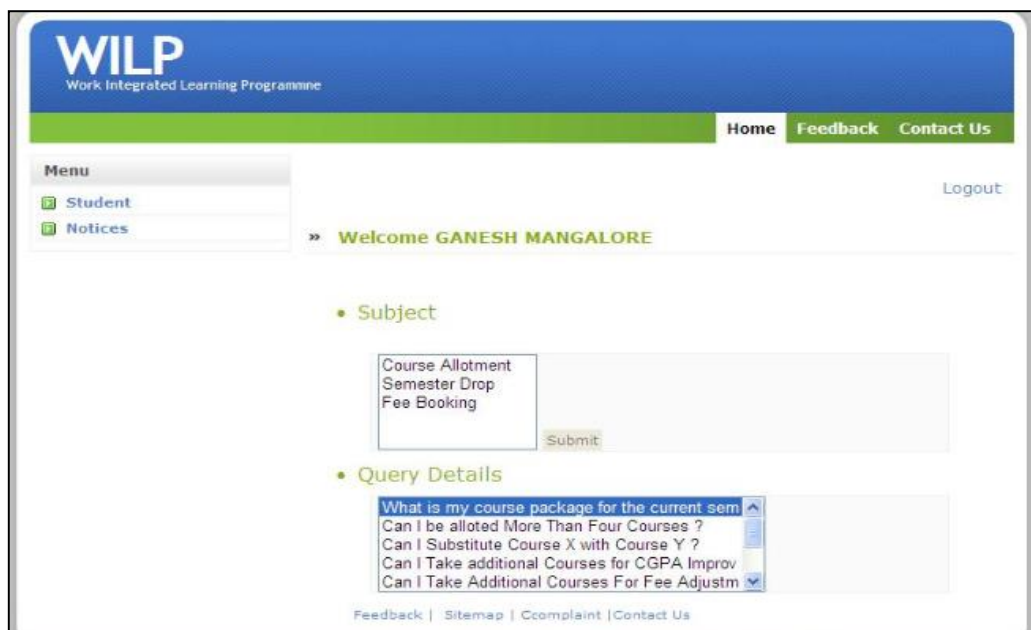 WILP
Work Integrated Learning Programmne
Home Feedback Contact Us
Menu
Student
Notices
Logout
» Welcome GANESH MANGALORE
• Subject
Course Allotment
Semester Drop
Fee Booking
Submit
• Query Details
What is my course package for the current sem
Can I be alloted More Than Four Courses ?
Can I Substitute Course X with Course Y ?
Can I Take additional Courses for CGPA Improv
Can I Take Additional Courses For Fee Adjustm
Feedback | Sitemap | Ccomplaint |Contact Us